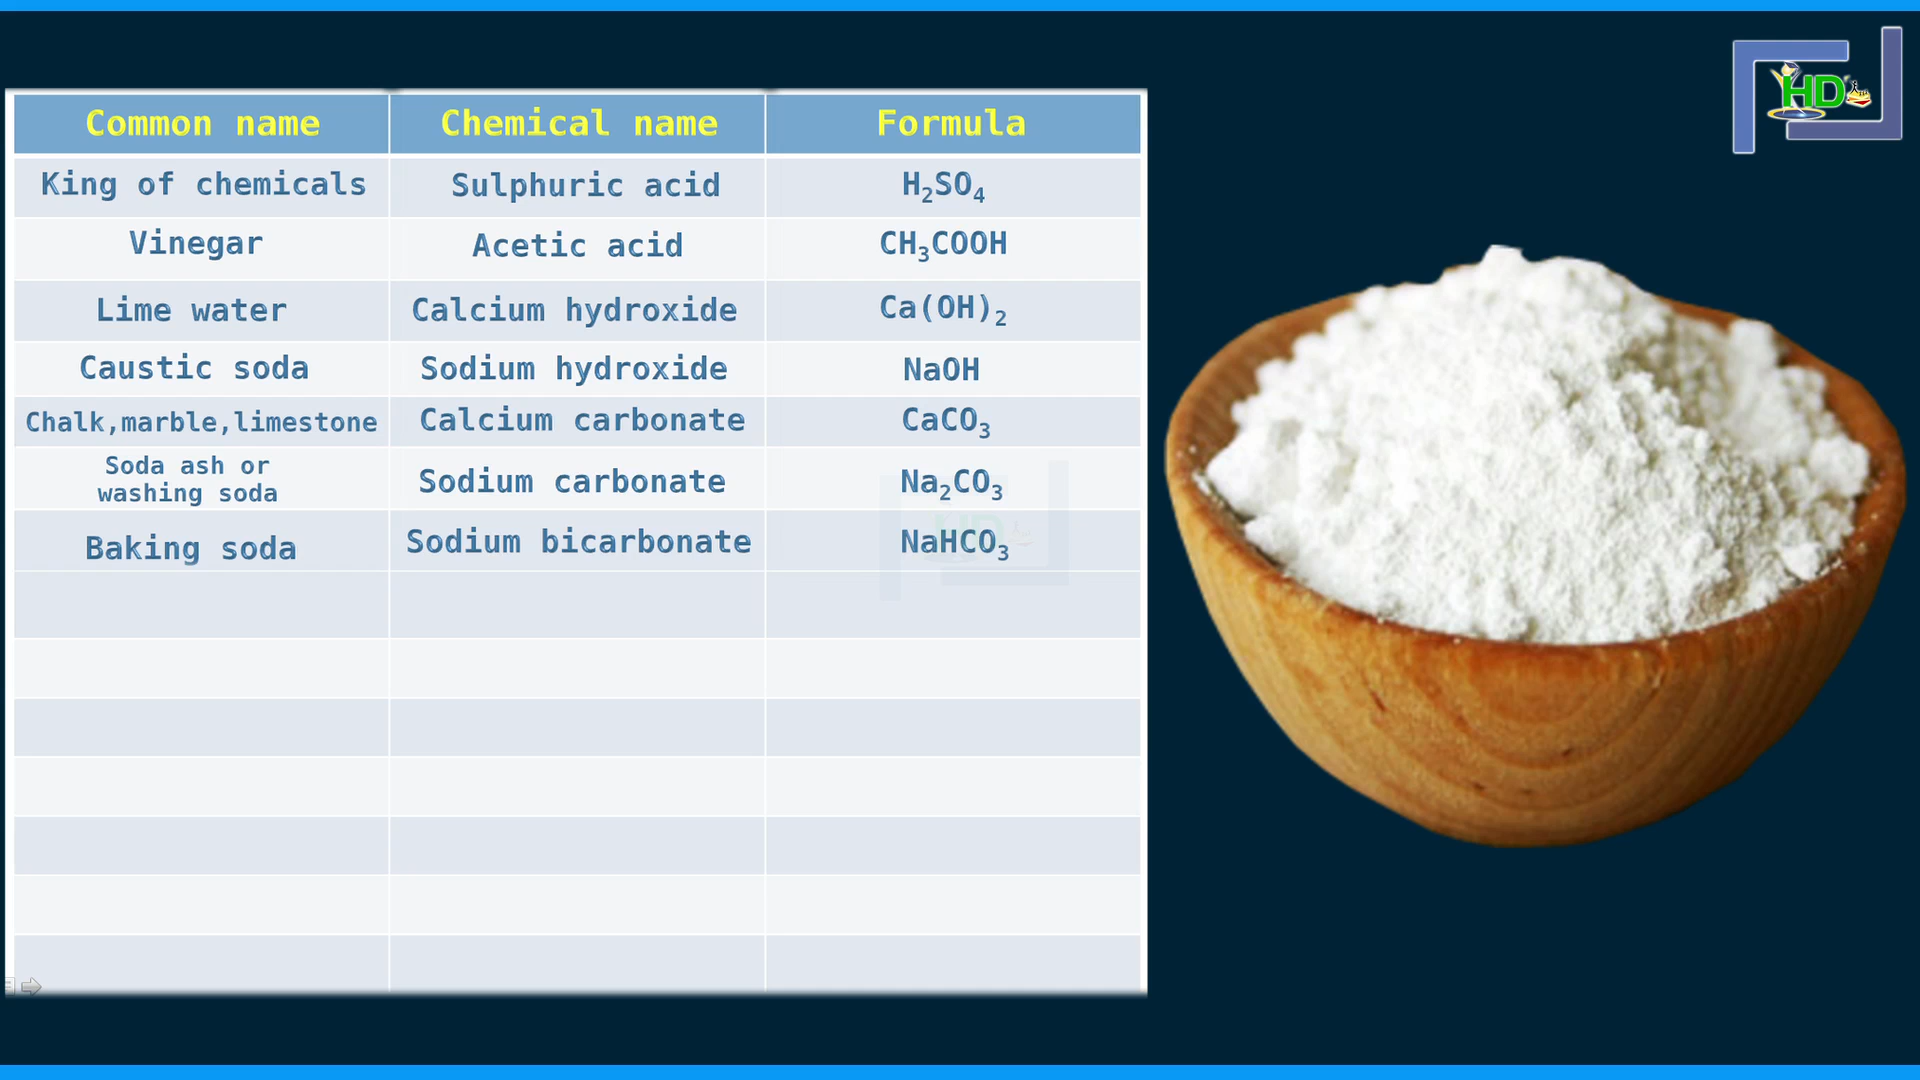 HD
Common name Chemical name Formula
King of chemicals Sulphuric acid H₂SO₄
Vinegar Acetic acid CH₃COOH
Lime water Calcium hydroxide Ca(OH)₂
Caustic soda Sodium hydroxide NaOH
Chalk,marble,limestone Calcium carbonate CaCO₃
Soda ash or
washing soda Sodium carbonate Na₂CO₃
Baking soda Sodium bicarbonate NaHCO₃
HD